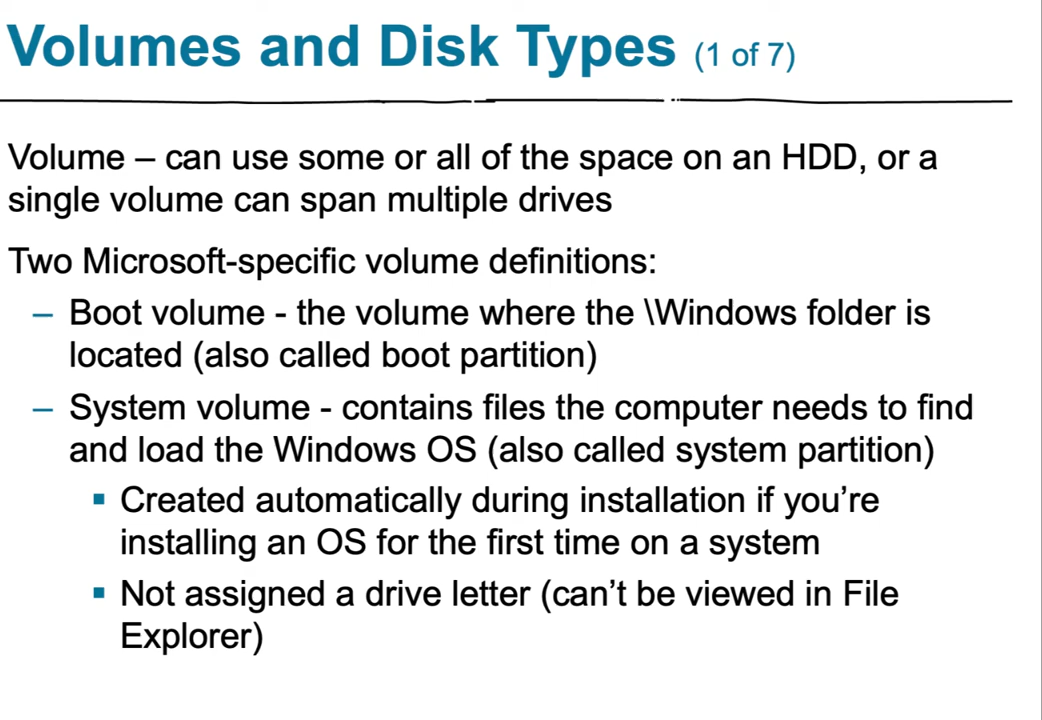 Volumes and Disk Types (1 of 7)
Volume – can use some or all of the space on an HDD, or a
single volume can span multiple drives
Two Microsoft-specific volume definitions:
– Boot volume - the volume where the \Windows folder is
located (also called boot partition)
– System volume - contains files the computer needs to find
and load the Windows OS (also called system partition)
▪ Created automatically during installation if you’re
installing an OS for the first time on a system
▪ Not assigned a drive letter (can’t be viewed in File
Explorer)